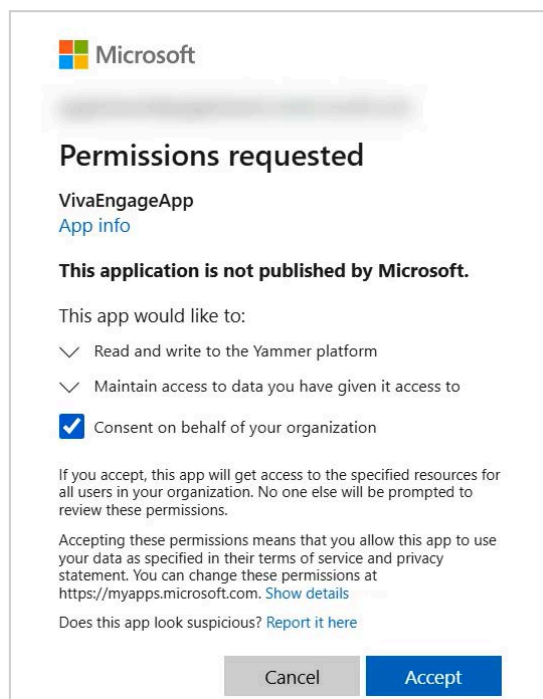 Microsoft
Permissions requested
VivaEngageApp
App info
This application is not published by Microsoft.
This app would like to:
Read and write to the Yammer platform
Maintain access to data you have given it access to
Consent on behalf of your organization
If you accept, this app will get access to the specified resources for
all users in your organization. No one else will be prompted to
review these permissions.
Accepting these permissions means that you allow this app to use
your data as specified in their terms of service and privacy
statement. You can change these permissions at
https://myapps.microsoft.com. Show details
Does this app look suspicious? Report it here
Cancel Accept